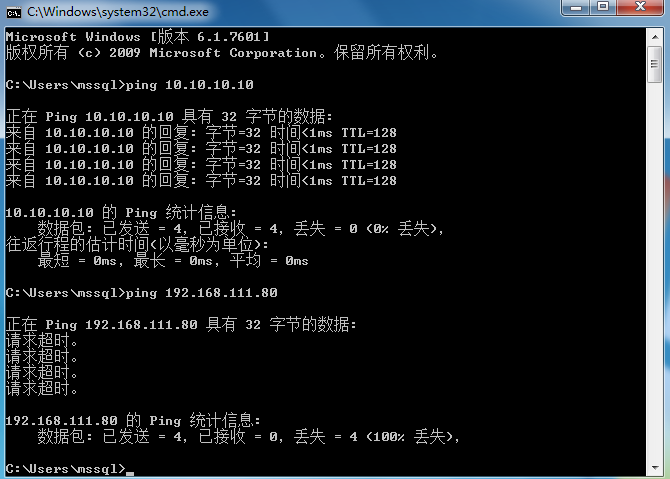 C:\Windows\system32\cmd.exe
Microsoft Windows [版本 6.1.7601]
版权所有 (c) 2009 Microsoft Corporation。保留所有权利。
C:\Users\mssql>ping 10.10.10.10
正在 Ping 10.10.10.10 具有 32 字节的数据:
来自 10.10.10.10 的回复: 字节=32 时间<1ms TTL=128
来自 10.10.10.10 的回复: 字节=32 时间<1ms TTL=128
来自 10.10.10.10 的回复: 字节=32 时间<1ms TTL=128
来自 10.10.10.10 的回复: 字节=32 时间<1ms TTL=128
10.10.10.10 的 Ping 统计信息:
数据包: 已发送 = 4, 已接收 = 4, 丢失 = 0 (0% 丢失),
往返行程的估计时间(以毫秒为单位):
最短 = 0ms, 最长 = 0ms, 平均 = 0ms
C:\Users\mssql>ping 192.168.111.80
正在 Ping 192.168.111.80 具有 32 字节的数据:
请求超时。
请求超时。
请求超时。
请求超时。
192.168.111.80 的 Ping 统计信息:
数据包: 已发送 = 4, 已接收 = 0, 丢失 = 4 (100% 丢失),
C:\Users\mssql>_